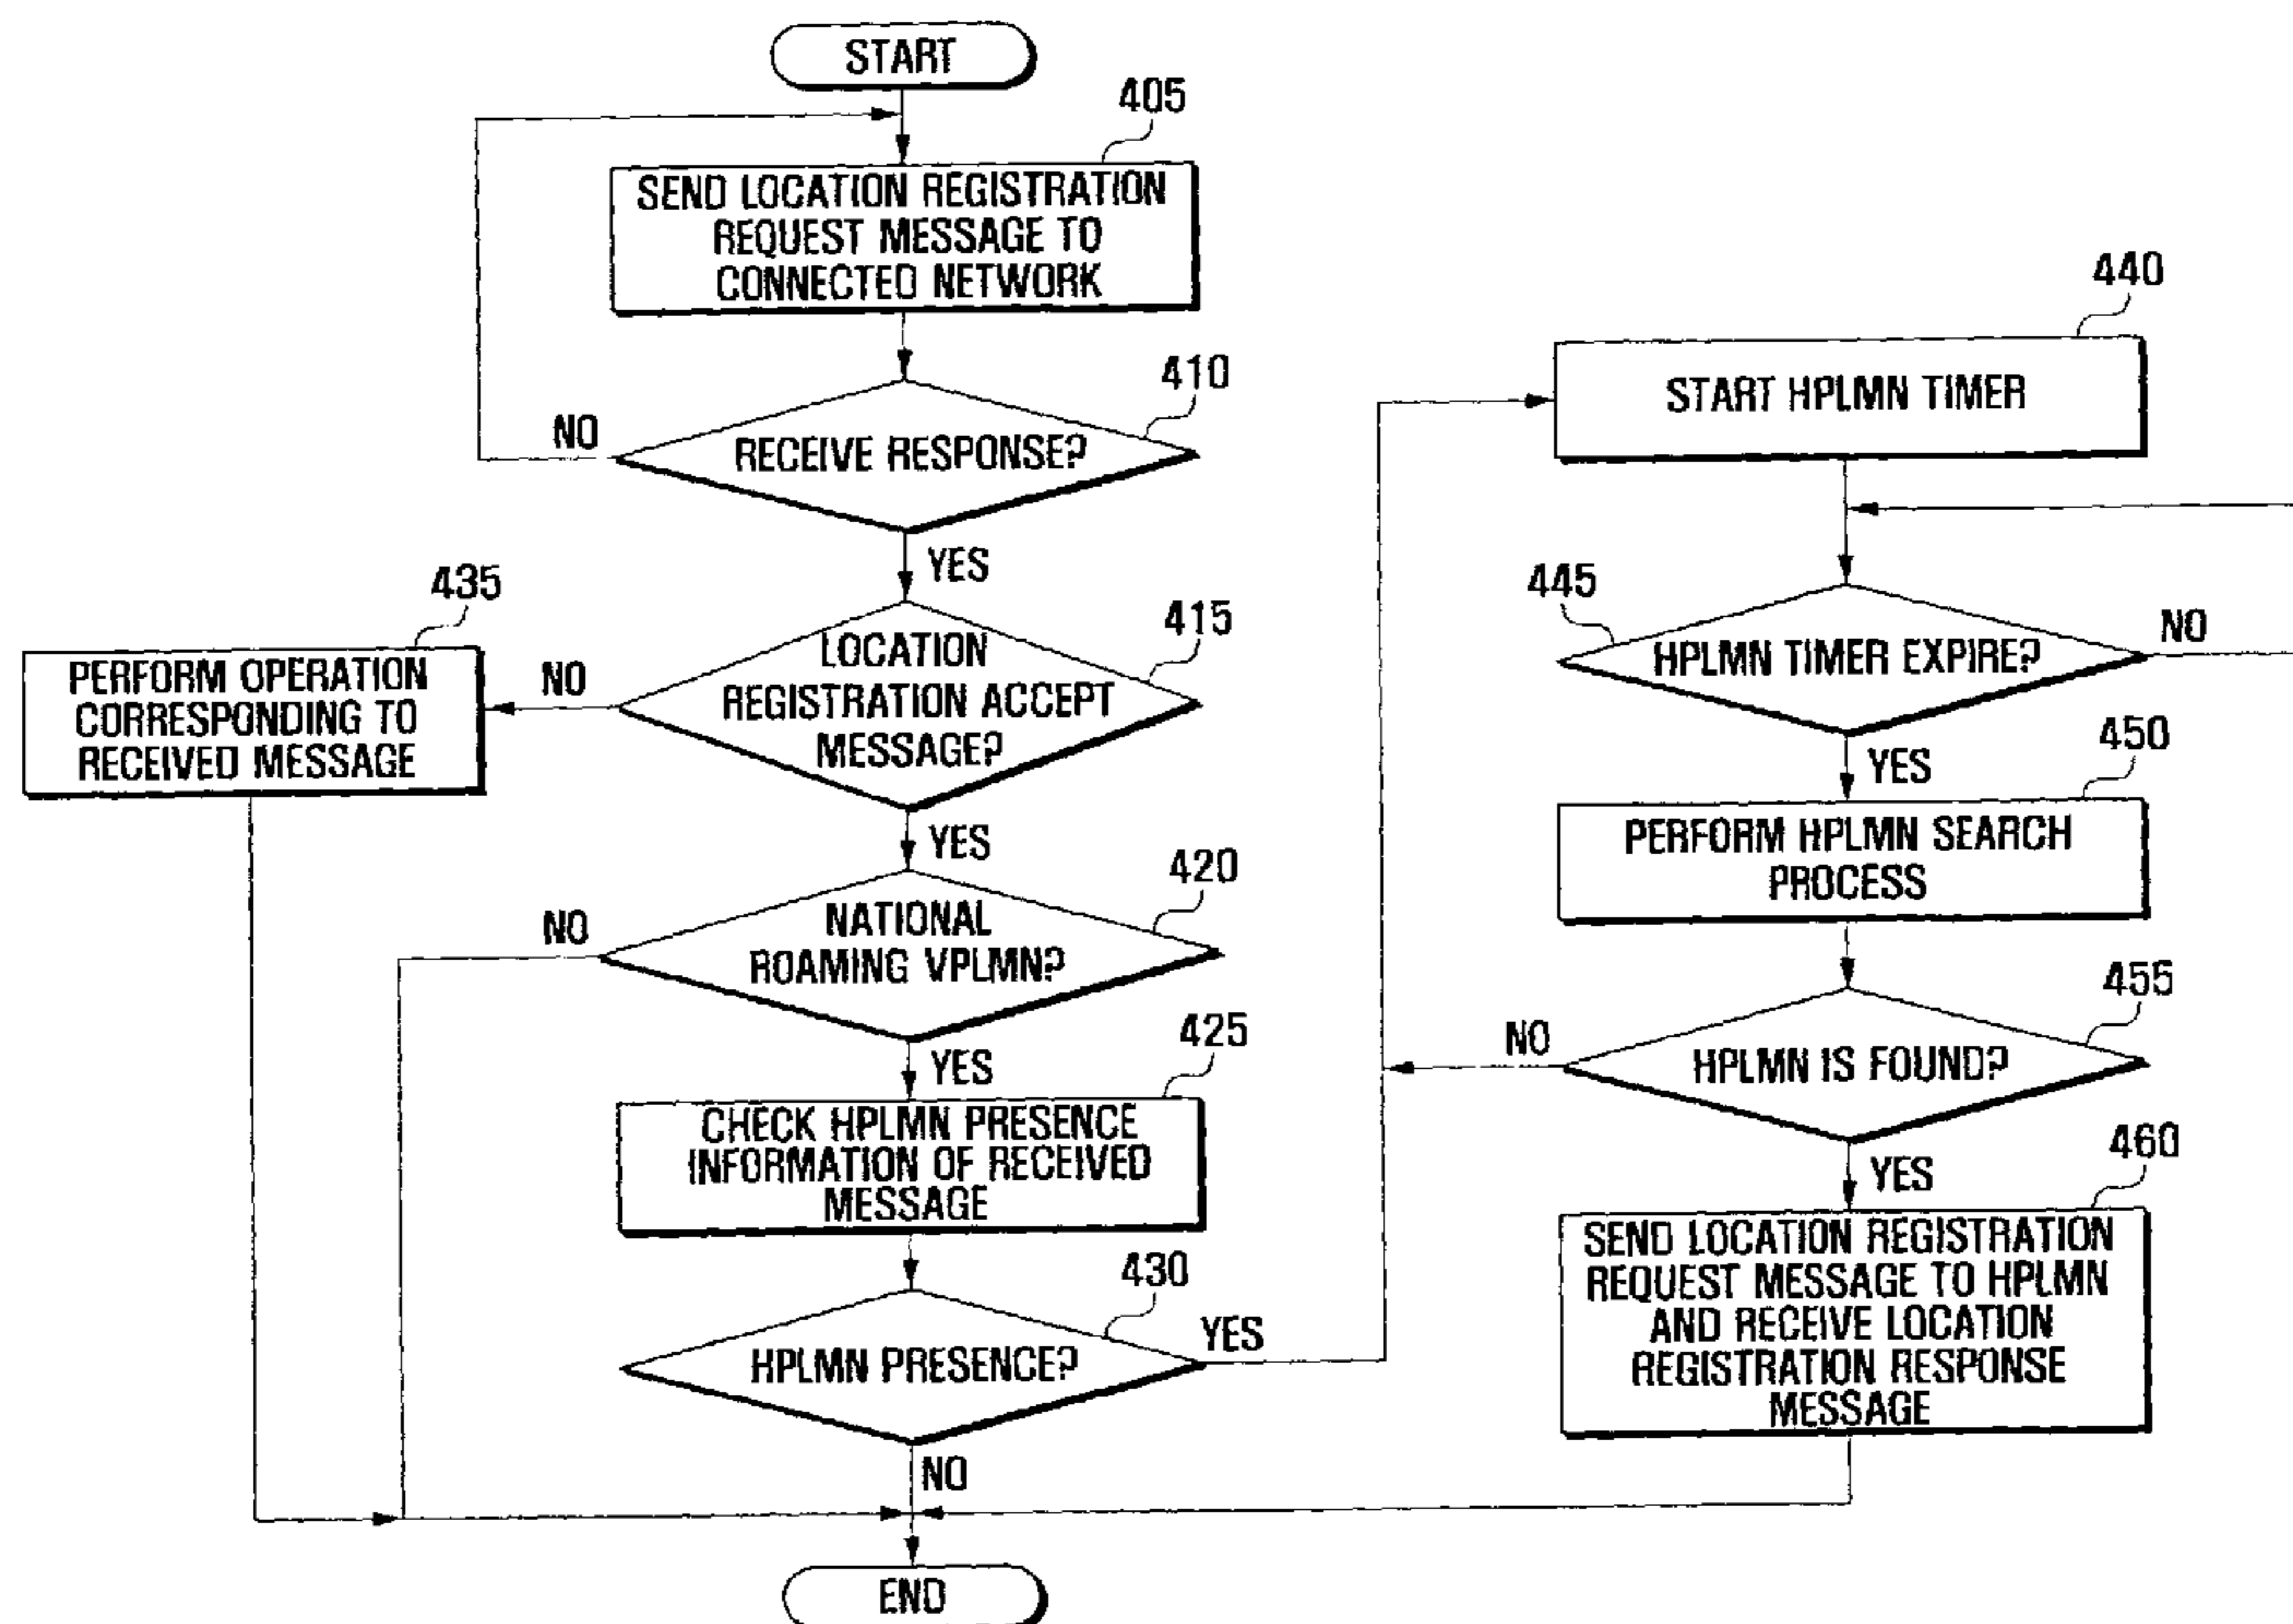 START
405
SEND LOCATION REGISTRATION
REQUEST MESSAGE TO
CONNECTED NETWORK
410
RECEIVE RESPONSE?
NO
YES
415
LOCATION
REGISTRATION ACCEPT
MESSAGE?
NO
435
PERFORM OPERATION
CORRESPONDING TO
RECEIVED MESSAGE
YES
420
NATIONAL
ROAMING VPLMN?
NO
YES
425
CHECK HPLMN PRESENCE
INFORMATION OF RECEIVED
MESSAGE
430
HPLMN PRESENCE?
YES
NO
440
START HPLMN TIMER
445
HPLMN TIMER EXPIRE?
NO
YES
450
PERFORM HPLMN SEARCH
PROCESS
455
HPLMN IS FOUND?
NO
YES
460
SEND LOCATION REGISTRATION
REQUEST MESSAGE TO HPLMN
AND RECEIVE LOCATION
REGISTRATION RESPONSE
MESSAGE
END